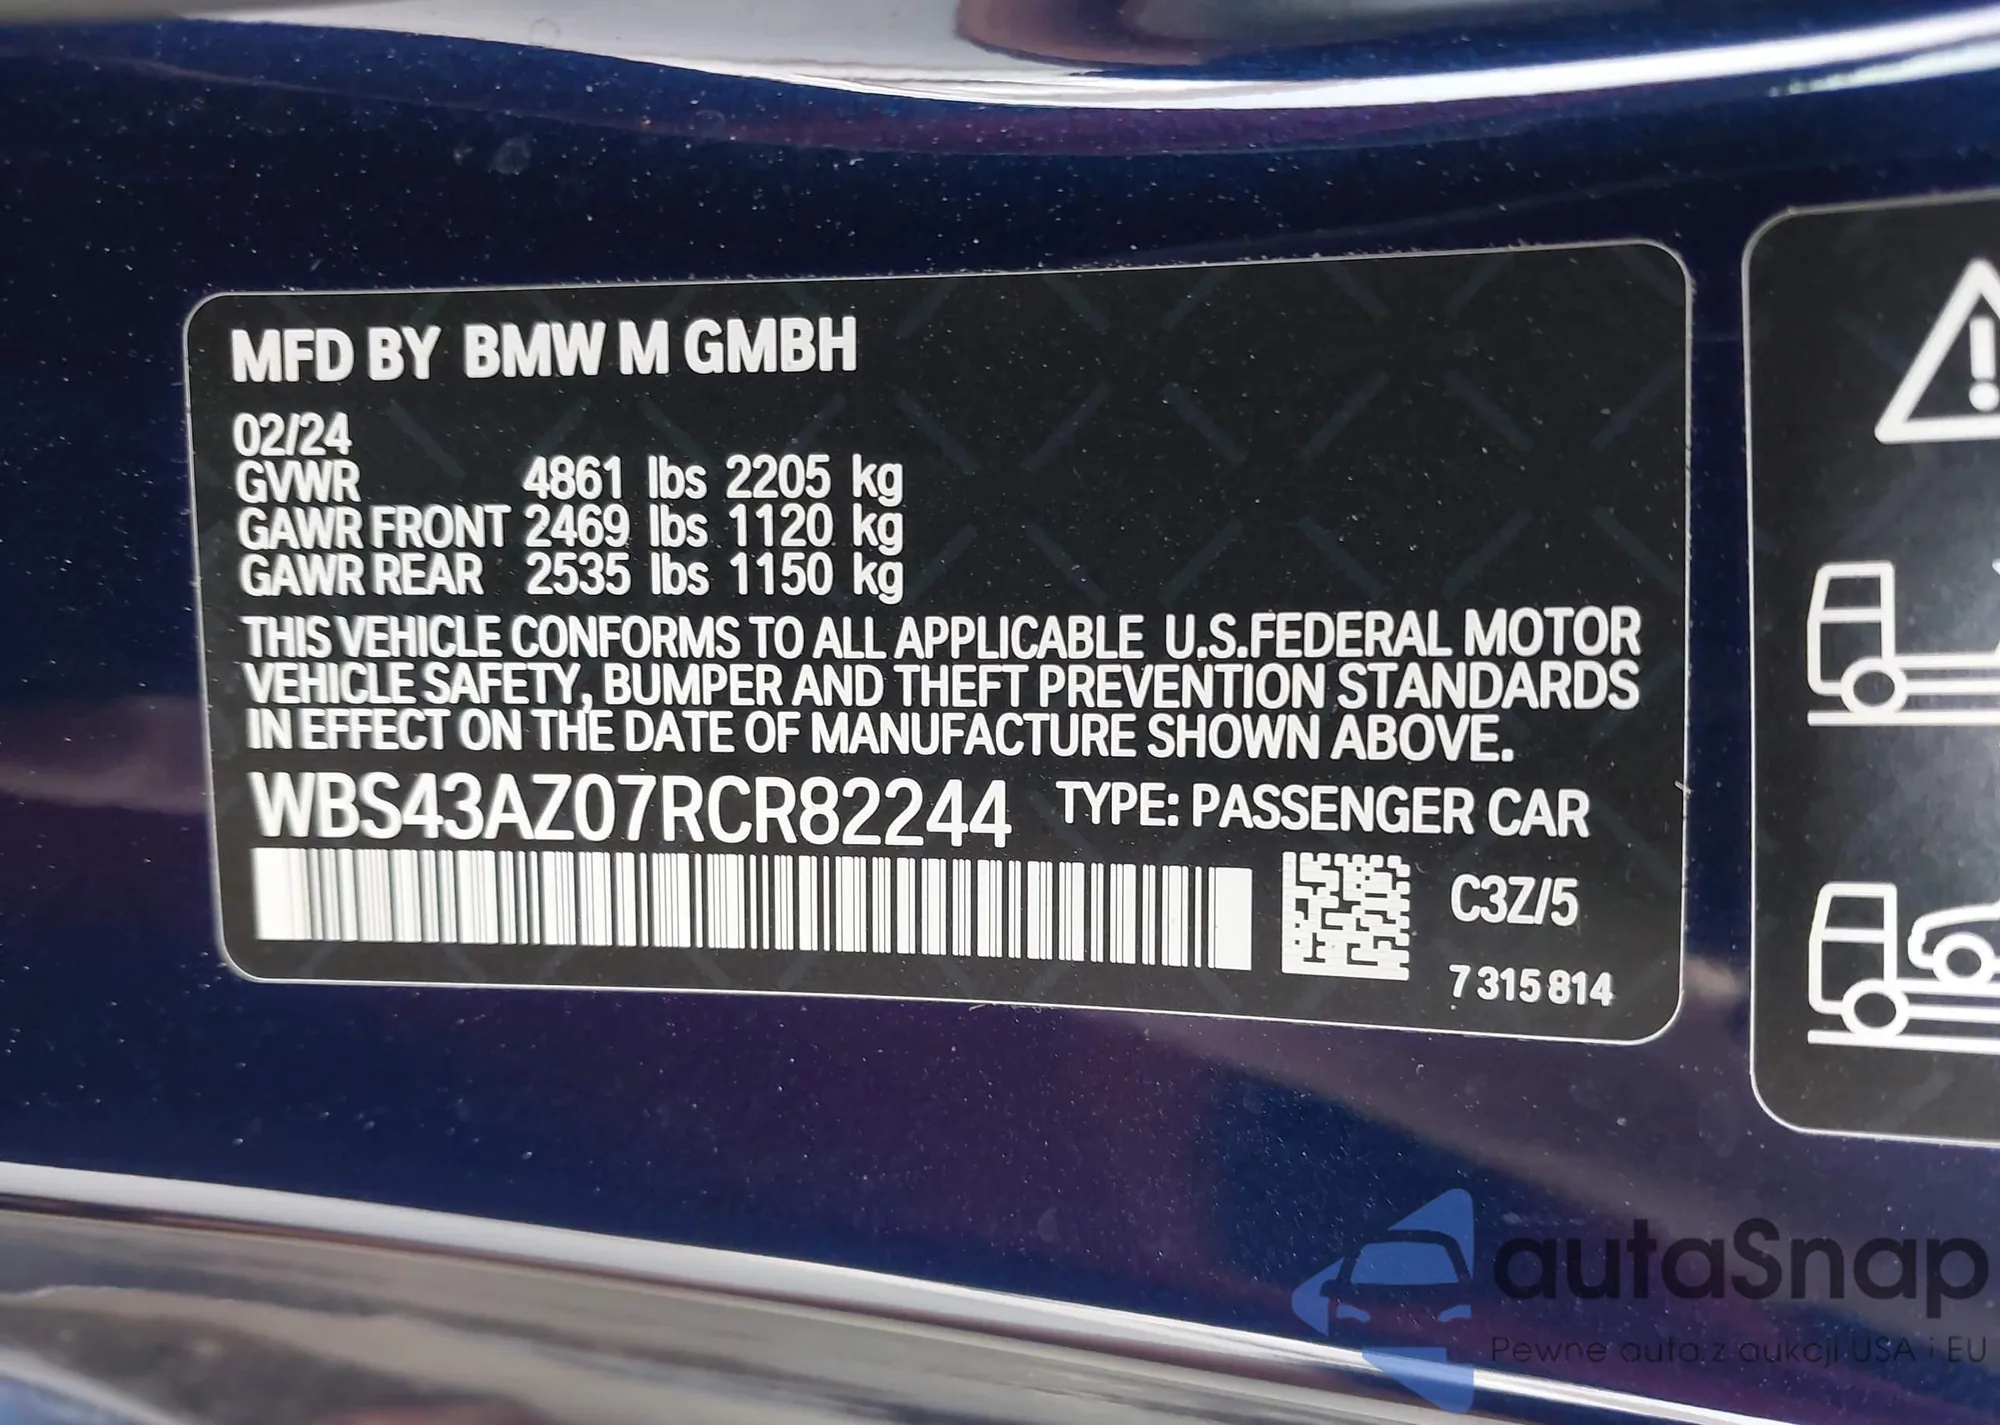 MFD BY BMW M GMBH
02/24
GVWR 4861 lbs 2205 kg
GAWR FRONT 2469 lbs 1120 kg
GAWR REAR 2535 lbs 1150 kg
THIS VEHICLE CONFORMS TO ALL APPLICABLE U.S.FEDERAL MOTOR
VEHICLE SAFETY, BUMPER AND THEFT PREVENTION STANDARDS
IN EFFECT ON THE DATE OF MANUFACTURE SHOWN ABOVE.
WBS43AZ07RCR82244 TYPE: PASSENGER CAR
C3Z/5
7 315 814
autaSnap
Pewne auta z aukcji USA i EU